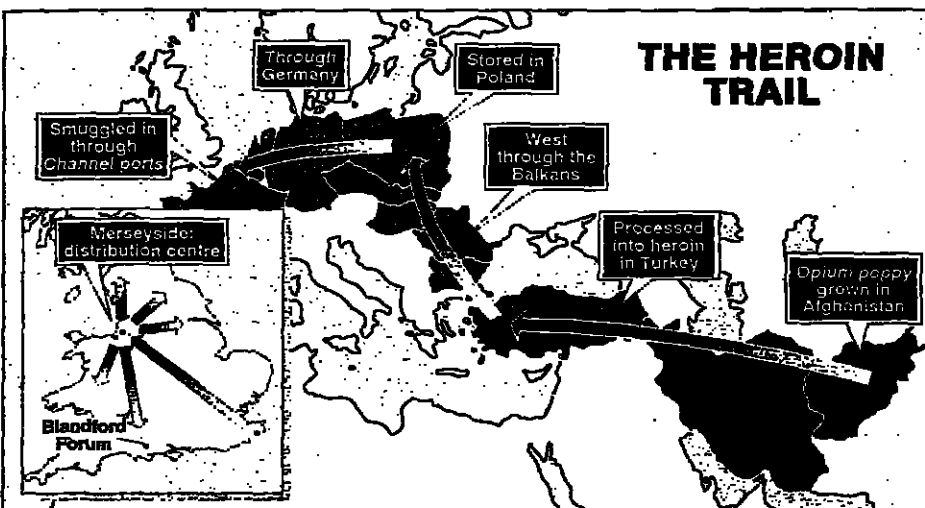 THE HEROIN
TRAIL
Through
Germany
Stored in
Poland
Smuggled in
through
Channel ports
West
through the
Balkans
Merseyside:
distribution centre
Processed
into heroin
in Turkey
Opium poppy
grown in
Afghanistan
Blandford
Forum